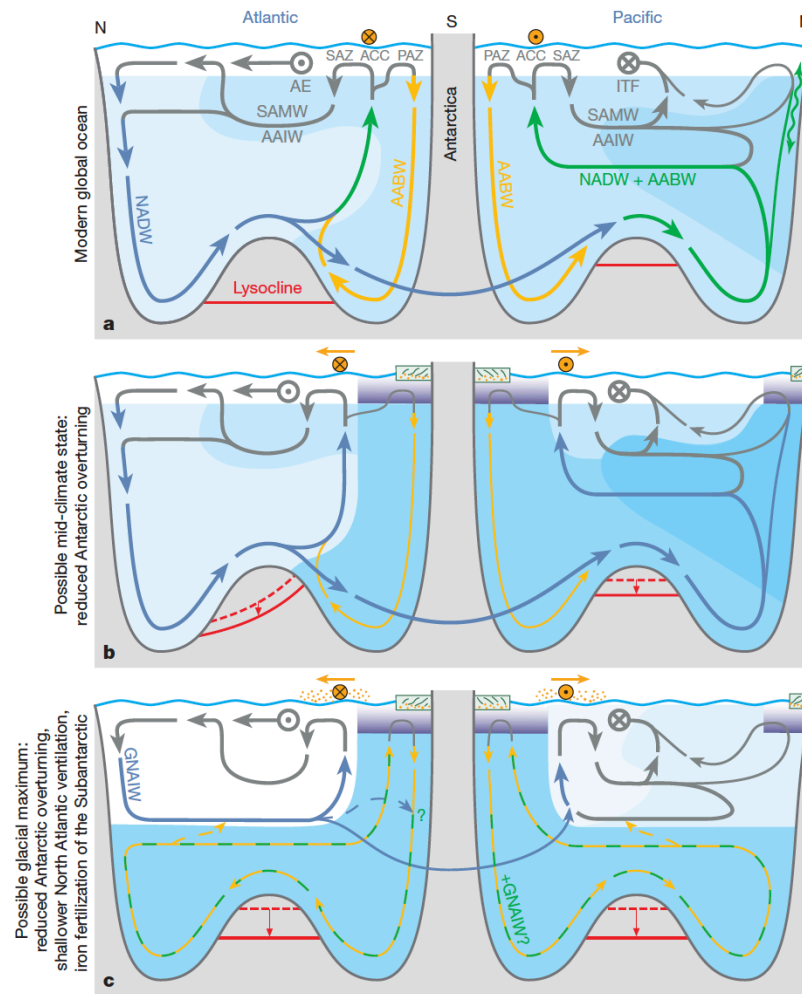 N
Atlantic
S
Pacific
Modern global ocean
SAZ ACC PAZ
AE
SAMW
AAIW
NADW
AABW
Lysocline
a
Antarctica
PAZ ACC SAZ
ITF
SAMW
AAIW
NADW + AABW
AABW
Possible mid-climate state:
reduced Antarctic overturning
b
Possible glacial maximum:
reduced Antarctic overturning,
shallower North Atlantic ventilation,
iron fertilization of the Subantarctic
GNAIW
?
+GNAIW?
c